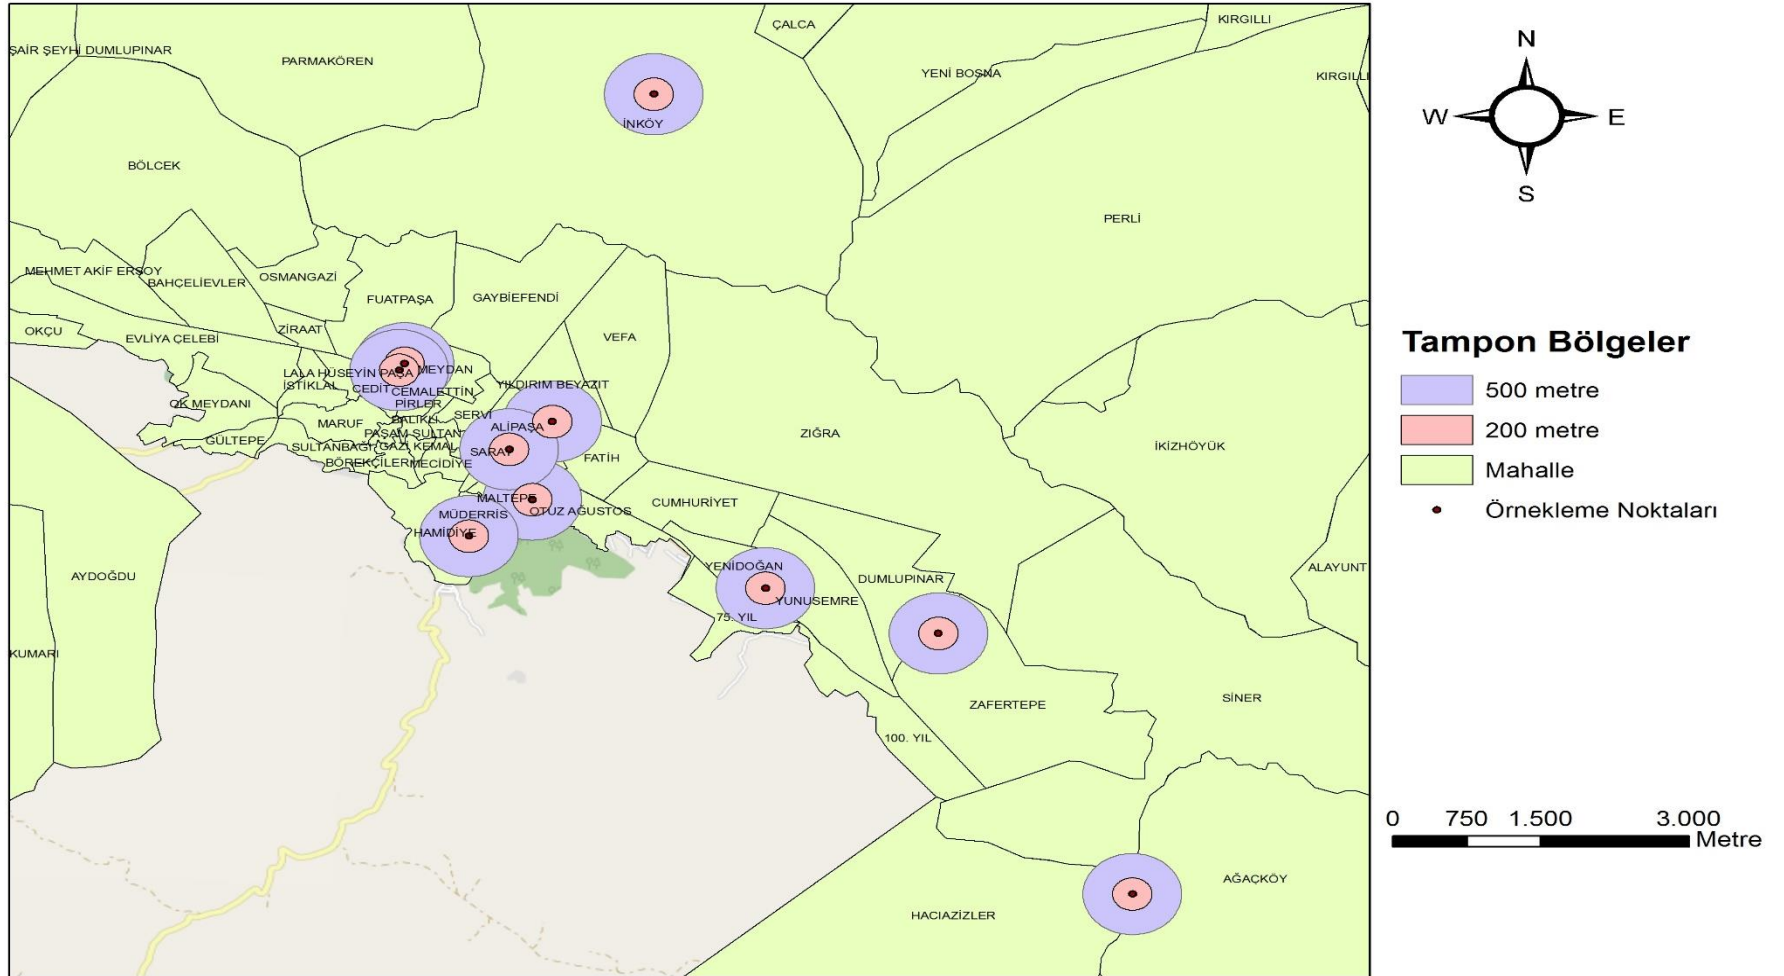 ÇALCA
KIRGILLI
ŞAİR ŞEYHİ DUMLUPINAR
PARMAKÖREN
YENİ BOSNA
KIRGILLI
İNKÖY
BÖLCEK
PERLİ
MEHMET AKİF ERSOY
BAHÇELİEVLER
OSMANGAZİ
FUATPAŞA
GAYBİEFENDİ
OKÇU
EVLİYA ÇELEBİ
ZİRAAT
VEFA
LALA HÜSEYİN PAŞA
MEYDAN
İSTİKLAL
CEDİT
CEMALETTİN
YILDIRIM BEYAZIT
OK MEYDANI
PİRLER
SERVİ
MARUF
BALIKLI
ALİPAŞA
GÜLTEPE
PAŞAM SULTAN
SULTANBAĞI
GAZİ KEMAL
SARAY
ZIĞRA
İKİZHÖYÜK
BÖREKÇİLER
MECİDİYE
FATİH
MALTEPE
CUMHURİYET
MÜDERRİS
OTUZ AĞUSTOS
HAMİDİYE
AYDOĞDU
YENİDOĞAN
DUMLUPINAR
ALAYUNT
YUNUSEMRE
75. YIL
KUMARI
ZAFERTEPE
SİNER
100. YIL
AĞAÇKÖY
HACIAZİZLER
N
W E
S
Tampon Bölgeler
500 metre
200 metre
Mahalle
Örnekleme Noktaları
0 750 1.500 3.000
Metre